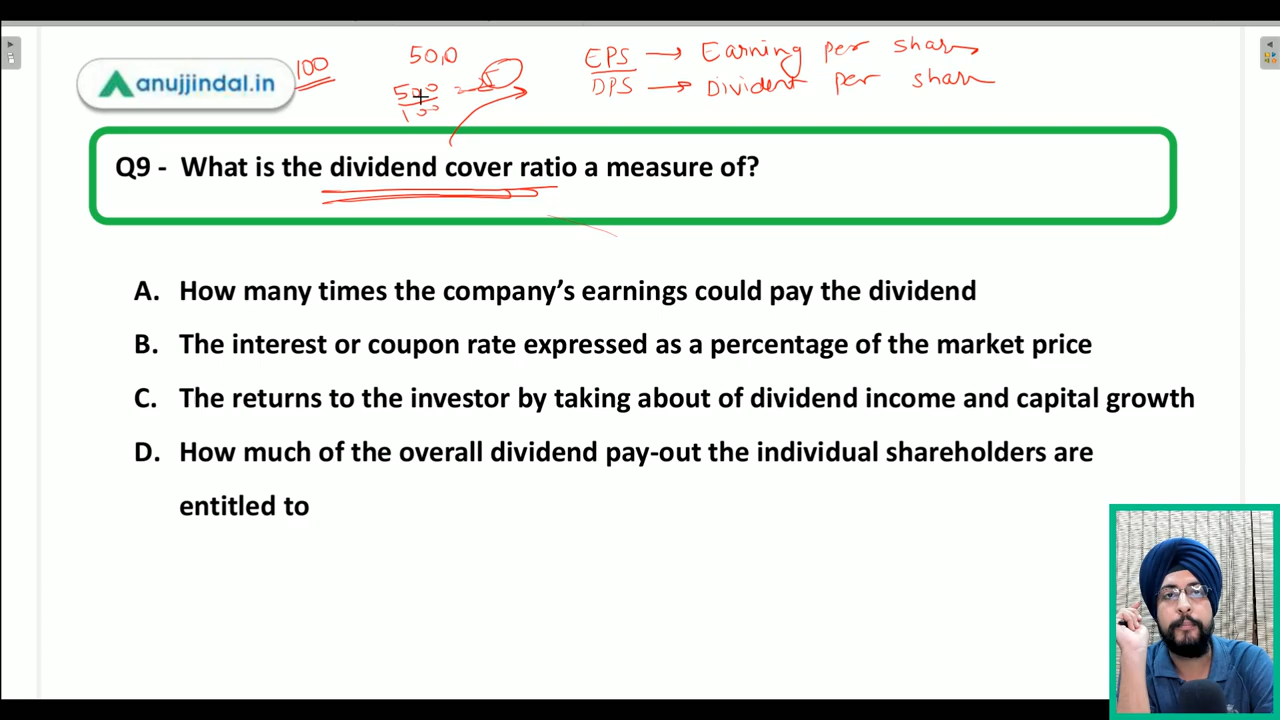 500
EPS → Earning per share
100
anujjindal.in
500
100
DPS → Divident per share
Q9 - What is the dividend cover ratio a measure of?
A. How many times the company’s earnings could pay the dividend
B. The interest or coupon rate expressed as a percentage of the market price
C. The returns to the investor by taking about of dividend income and capital growth
D. How much of the overall dividend pay-out the individual shareholders are
entitled to